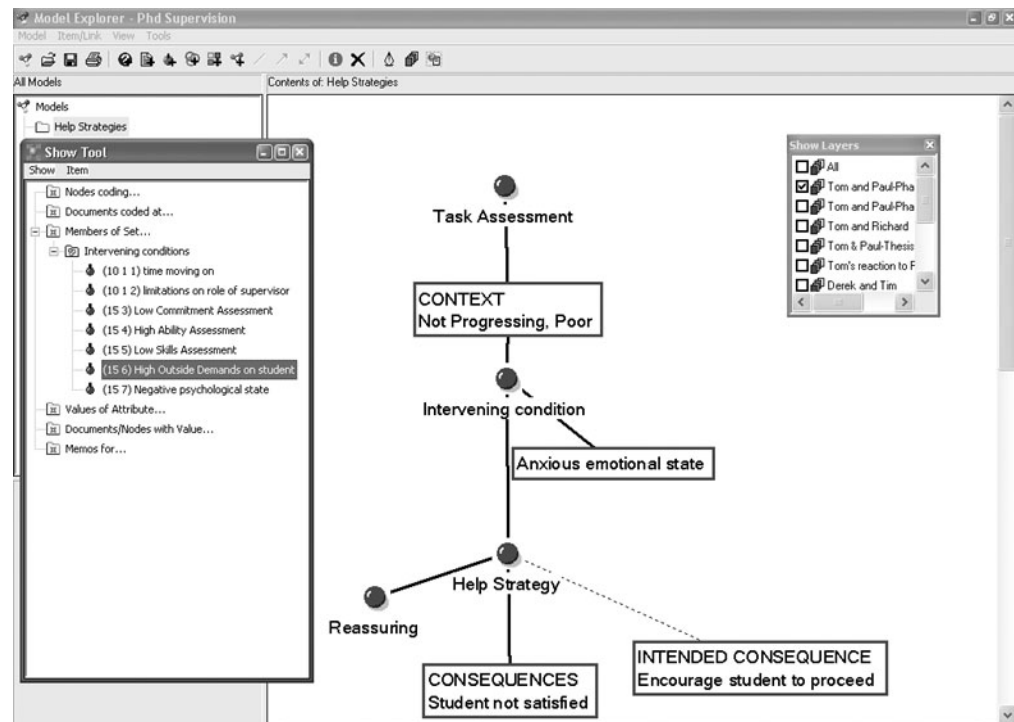 Model Explorer - Phd Supervision
Model Item/Link View Tools
All Models
Contents of: Help Strategies
Models
Help Strategies
Show Tool
Show Item
Nodes coding...
Documents coded at...
Members of Set...
Intervening conditions
(10 1 1) time moving on
(10 1 2) limitations on role of supervisor
(15 3) Low Commitment Assessment
(15 4) High Ability Assessment
(15 5) Low Skills Assessment
(15 6) High Outside Demands on student
(15 7) Negative psychological state
Values of Attribute...
Documents/Nodes with Value...
Memos for...
Task Assessment
CONTEXT
Not Progressing, Poor
Intervening condition
Anxious emotional state
Help Strategy
Reassuring
CONSEQUENCES
Student not satisfied
INTENDED CONSEQUENCE
Encourage student to proceed
Show Layers
All
Tom and Paul-Pha
Tom and Paul-Pha
Tom and Richard
Tom & Paul-Thesis
Tom's reaction to F
Derek and Tim